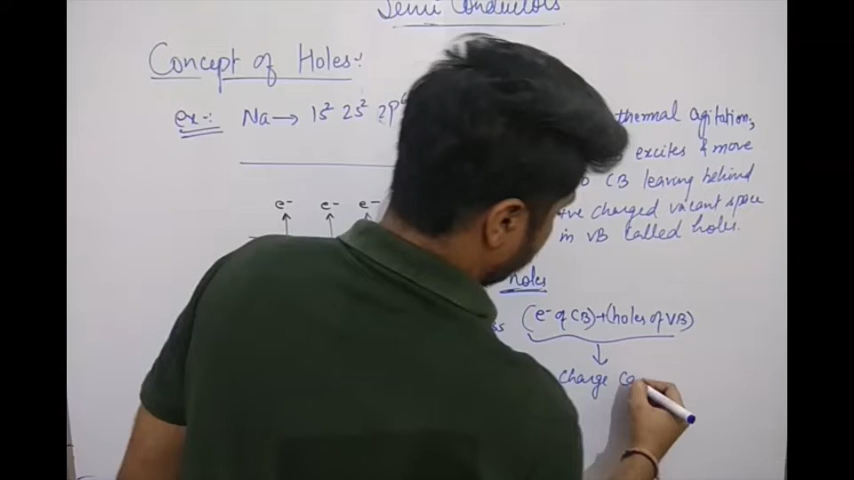 Semi Conductors
Concept of Holes:
ex:- Na → 1s² 2s² 2p⁶
thermal agitation,
excites & move
CB leaving behind
+ve charged vacant space
in VB called holes.
e⁻ e⁻ e⁻
holes
(e⁻ of CB)+(holes of VB)
Charge Ca